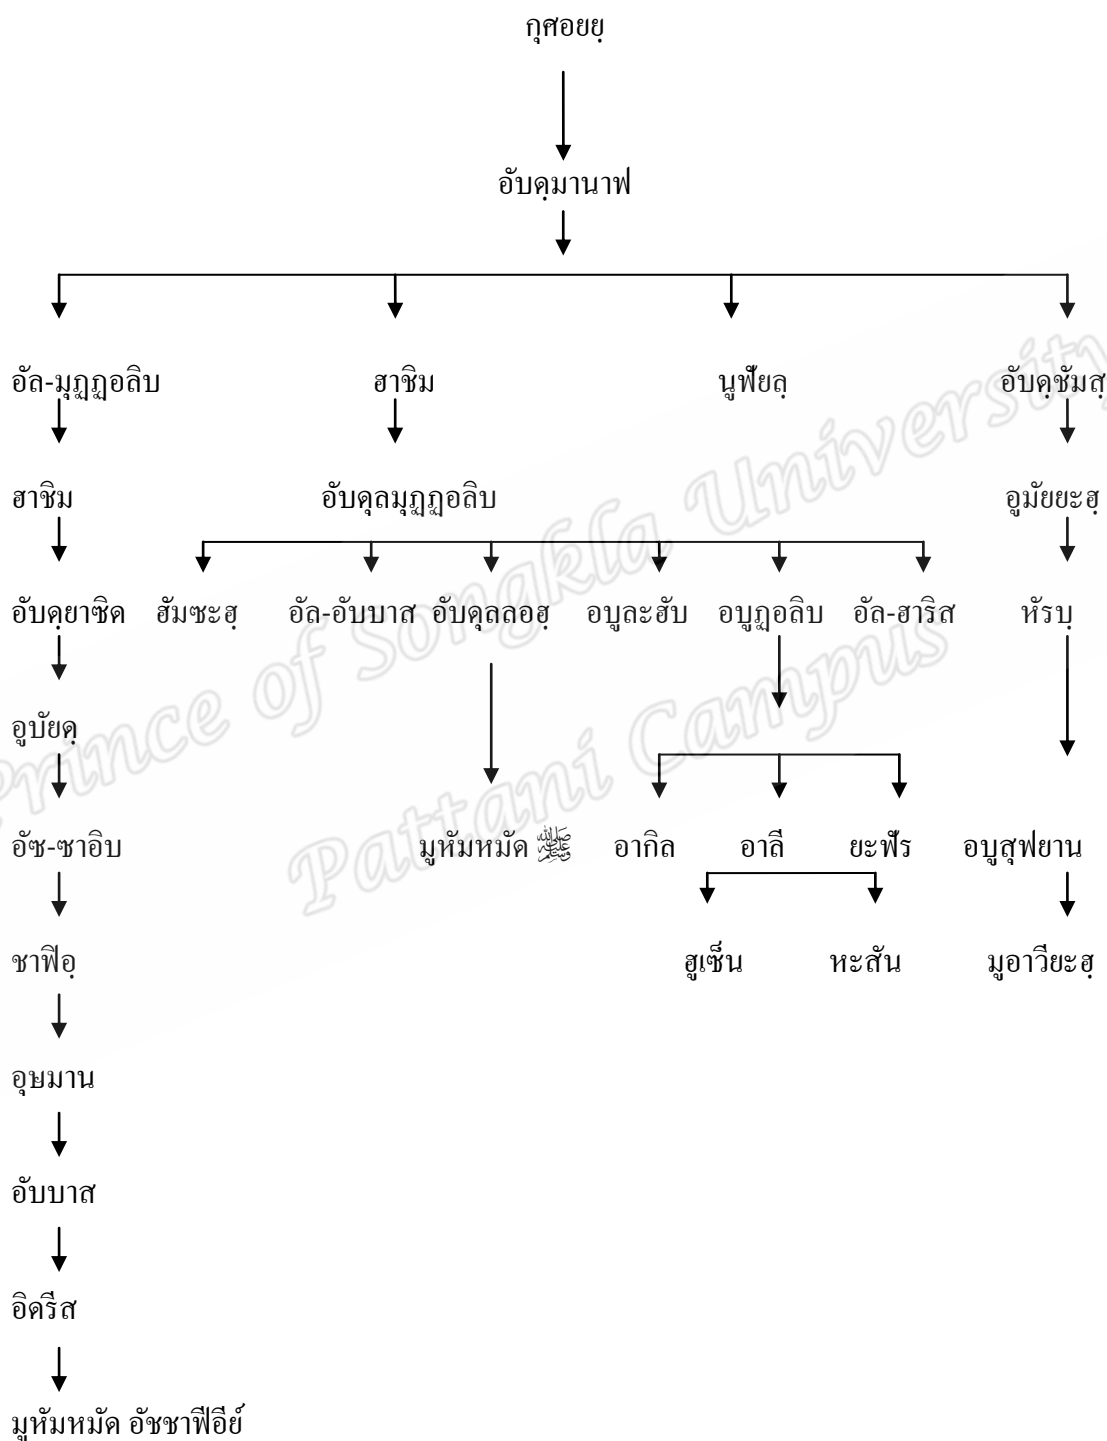 กุศอยยฺ
อับดฺมานาฟ
อัล-มุฏฏอลิบ ฮาชิม นูฟัยลฺ อับดฺชัมสฺ
ฮาชิม อับดุลมุฏฏอลิบ อูมัยยะฮฺ
อับดฺยาซิด ฮัมซะฮฺ อัล-อับบาส อับดุลลอฮฺ อบูละฮับ อบูฏอลิบ อัล-ฮาริส หัรบฺ
อูบัยดฺ
อัซ-ซาอิบ มูหัมหมัด ﷺ อากิล อาลี ยะฟัร อบูสุฟยาน
ชาฟิอฺ ฮูเซ็น หะสัน มูอาวียะฮฺ
อุษมาน
อับบาส
อิดรีส
มูหัมหมัด อัชชาฟีอีย์
Prince of Songkla University
Pattani Campus